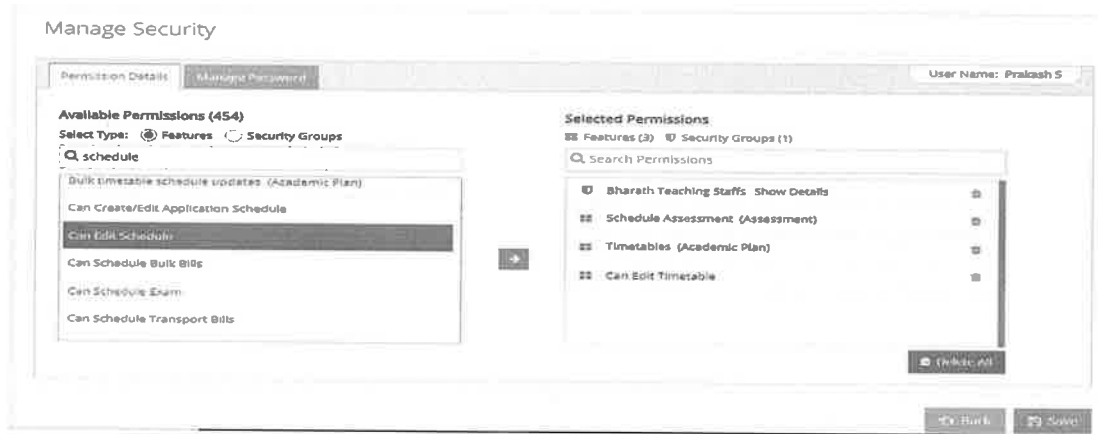 Manage Security
Permission Details Manage Password
User Name: Prakash S
Available Permissions (454)
Select Type: Features Security Groups
schedule
Bulk timetable schedule updates (Academic Plan)
Can Create/Edit Application Schedule
Can Edit Schedule
Can Schedule Bulk Bills
Can Schedule Exam
Can Schedule Transport Bills
Selected Permissions
Features (3) Security Groups (1)
Search Permissions
Bharath Teaching Staffs Show Details
Schedule Assessment (Assessment)
Timetables (Academic Plan)
Can Edit Timetable
Delete All
Back Save